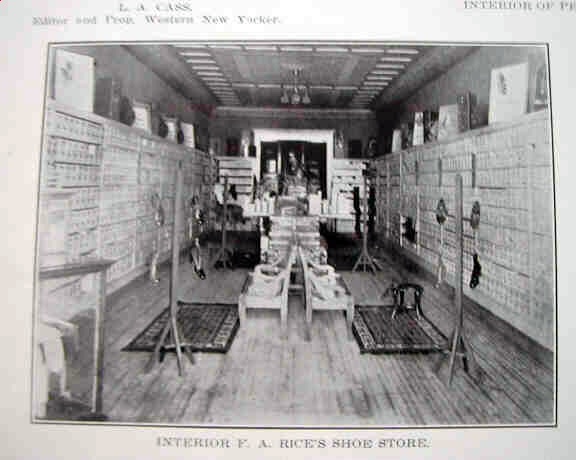 L. A. CASS.
Editor and Prop. Western New Yorker.
INTERIOR OF
INTERIOR F. A. RICE'S SHOE STORE.